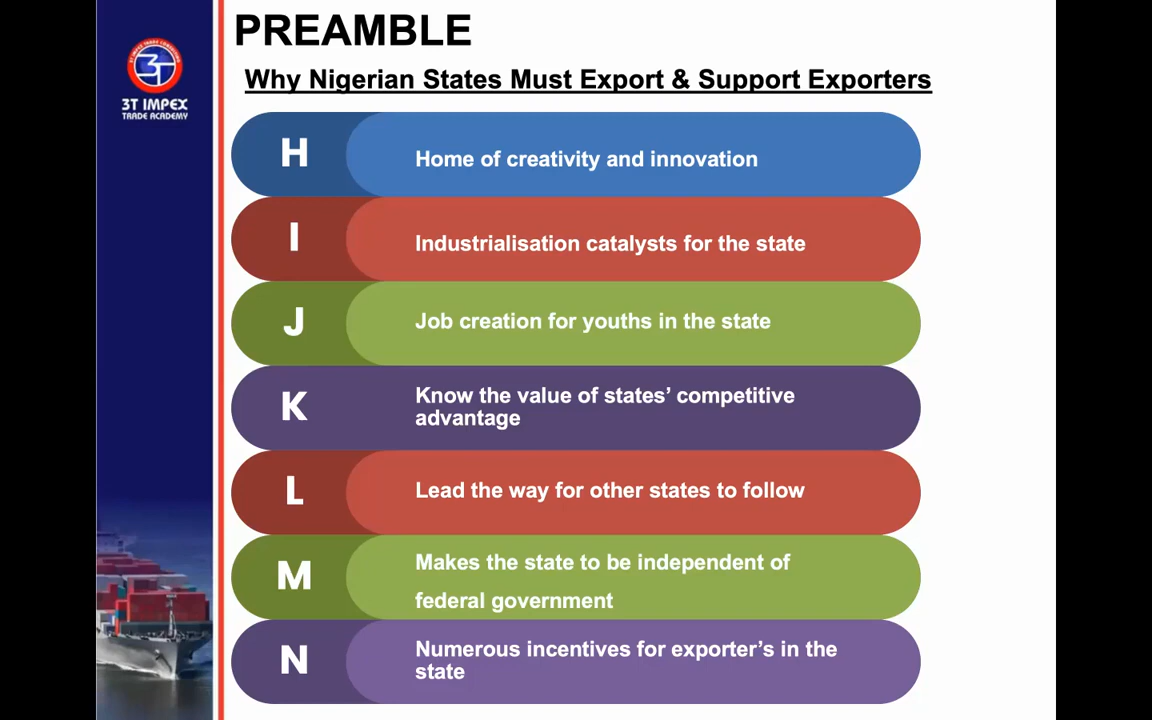 PREAMBLE
Why Nigerian States Must Export & Support Exporters
3T IMPEX
TRADE ACADEMY
H
Home of creativity and innovation
I
Industrialisation catalysts for the state
J
Job creation for youths in the state
K
Know the value of states’ competitive
advantage
L
Lead the way for other states to follow
M
Makes the state to be independent of
federal government
N
Numerous incentives for exporter’s in the
state